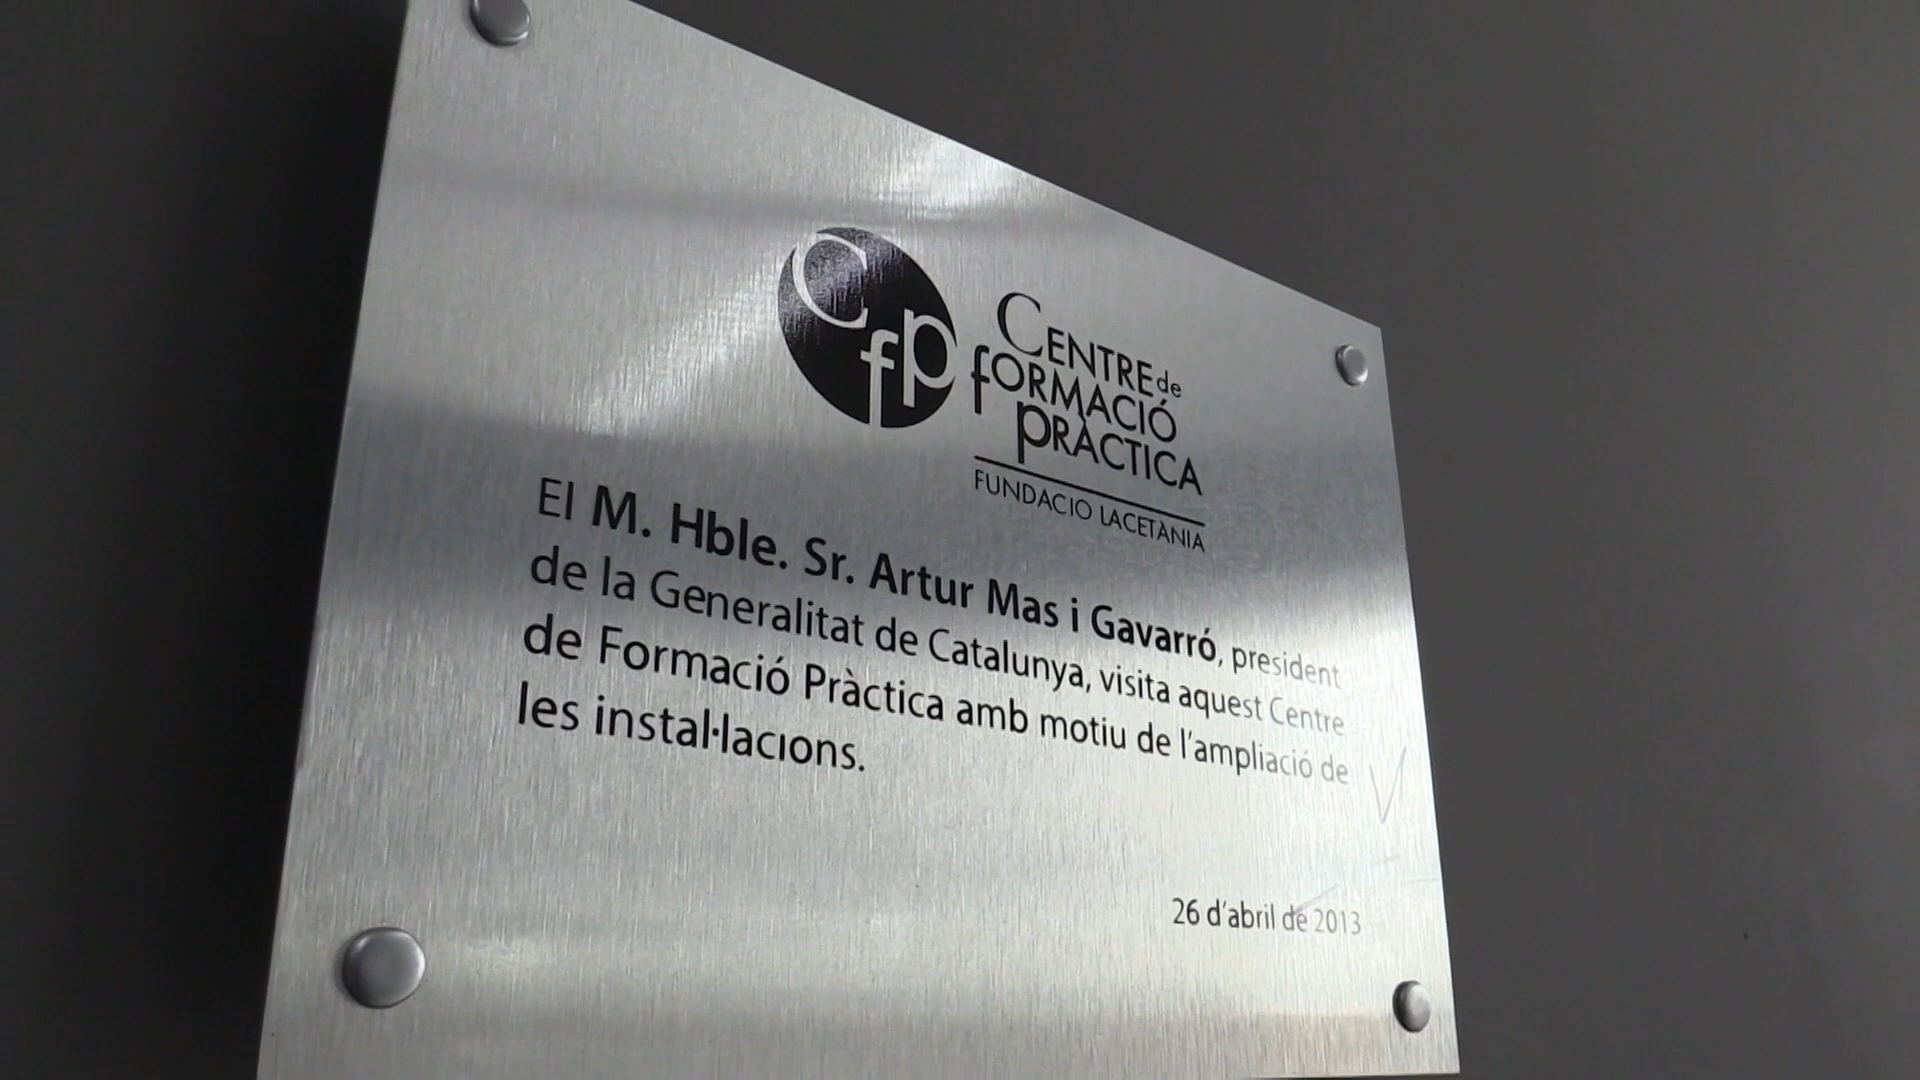 Cfp
CENTRE de
fORMACIÓ
PRÀCTICA
FUNDACIO LACETÀNIA
El M. Hble. Sr. Artur Mas i Gavarró, president
de la Generalitat de Catalunya, visita aquest Centre
de Formació Pràctica amb motiu de l'ampliació de
les instal·lacions.
26 d'abril de 2013